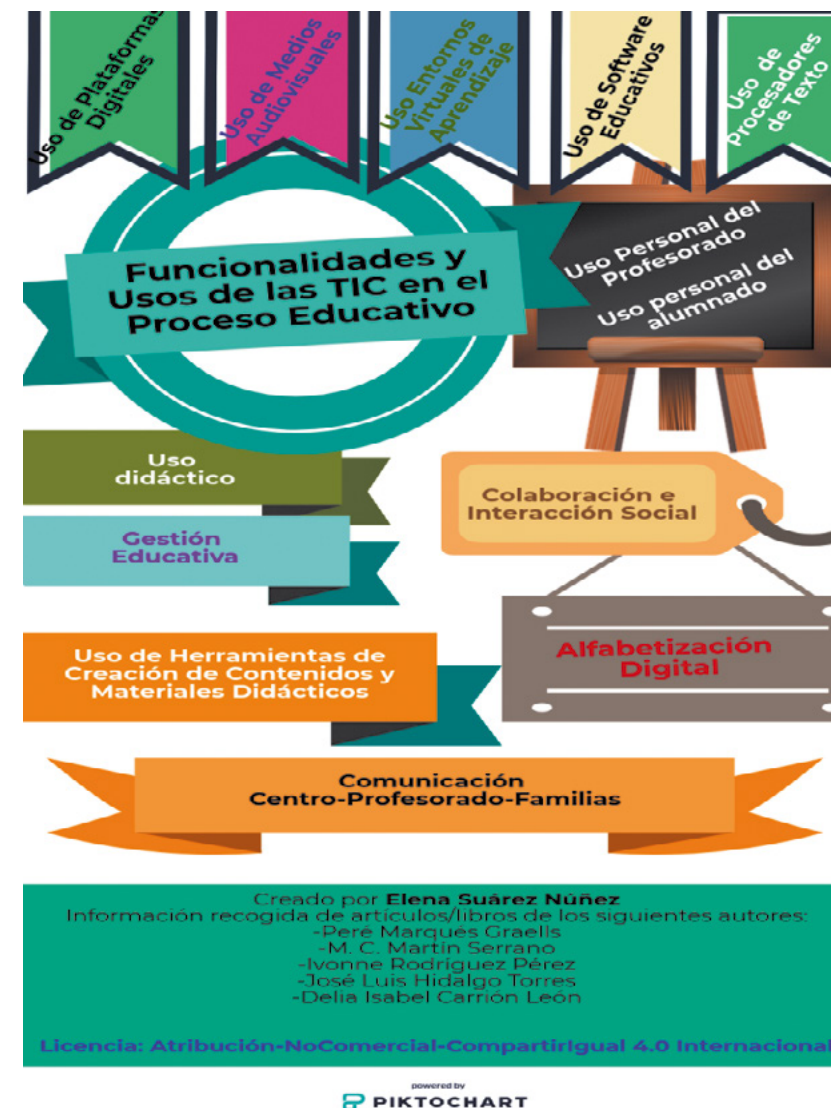 Uso de Plataformas
Digitales
Uso de Medios
Audiovisuales
Uso Entornos
Virtuales de
Aprendizaje
Uso de Software
Educativos
Uso de
Procesadores
de Texto
Funcionalidades y
Usos de las TIC en el
Proceso Educativo
Uso Personal del
Profesorado
Uso personal del
alumnado
Uso
didáctico
Gestión
Educativa
Colaboración e
Interacción Social
Uso de Herramientas de
Creación de Contenidos y
Materiales Didácticos
Alfabetización
Digital
Comunicación
Centro-Profesorado-Familias
Creado por Elena Suárez Núñez
Información recogida de artículos/libros de los siguientes autores:
-Peré Marqués Graells
-M. C. Martín Serrano
-Ivonne Rodríguez Pérez
-José Luis Hidalgo Torres
-Delia Isabel Carrión León
Licencia: Atribución-NoComercial-CompartirIgual 4.0 Internacional
powered by
PIKTOCHART